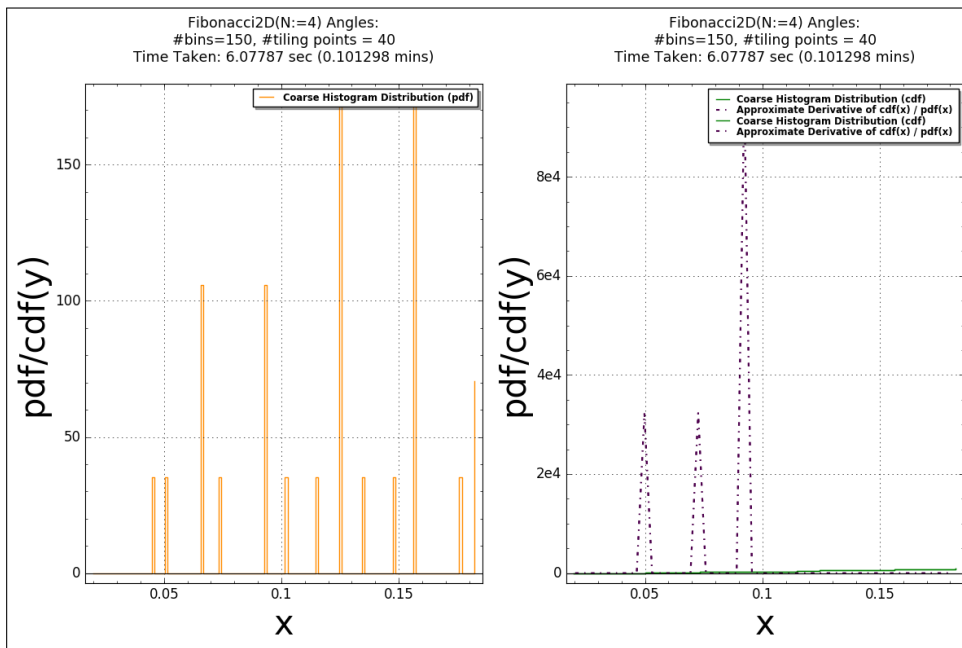 Fibonacci2D(N:=4) Angles:
#bins=150, #tiling points = 40
Time Taken: 6.07787 sec (0.101298 mins)
Coarse Histogram Distribution (pdf)
pdf/cdf(y)
150
100
50
0
0.05
0.1
0.15
x
Fibonacci2D(N:=4) Angles:
#bins=150, #tiling points = 40
Time Taken: 6.07787 sec (0.101298 mins)
Coarse Histogram Distribution (cdf)
Approximate Derivative of cdf(x) / pdf(x)
Coarse Histogram Distribution (cdf)
Approximate Derivative of cdf(x) / pdf(x)
pdf/cdf(y)
8e4
6e4
4e4
2e4
0
0.05
0.1
0.15
x